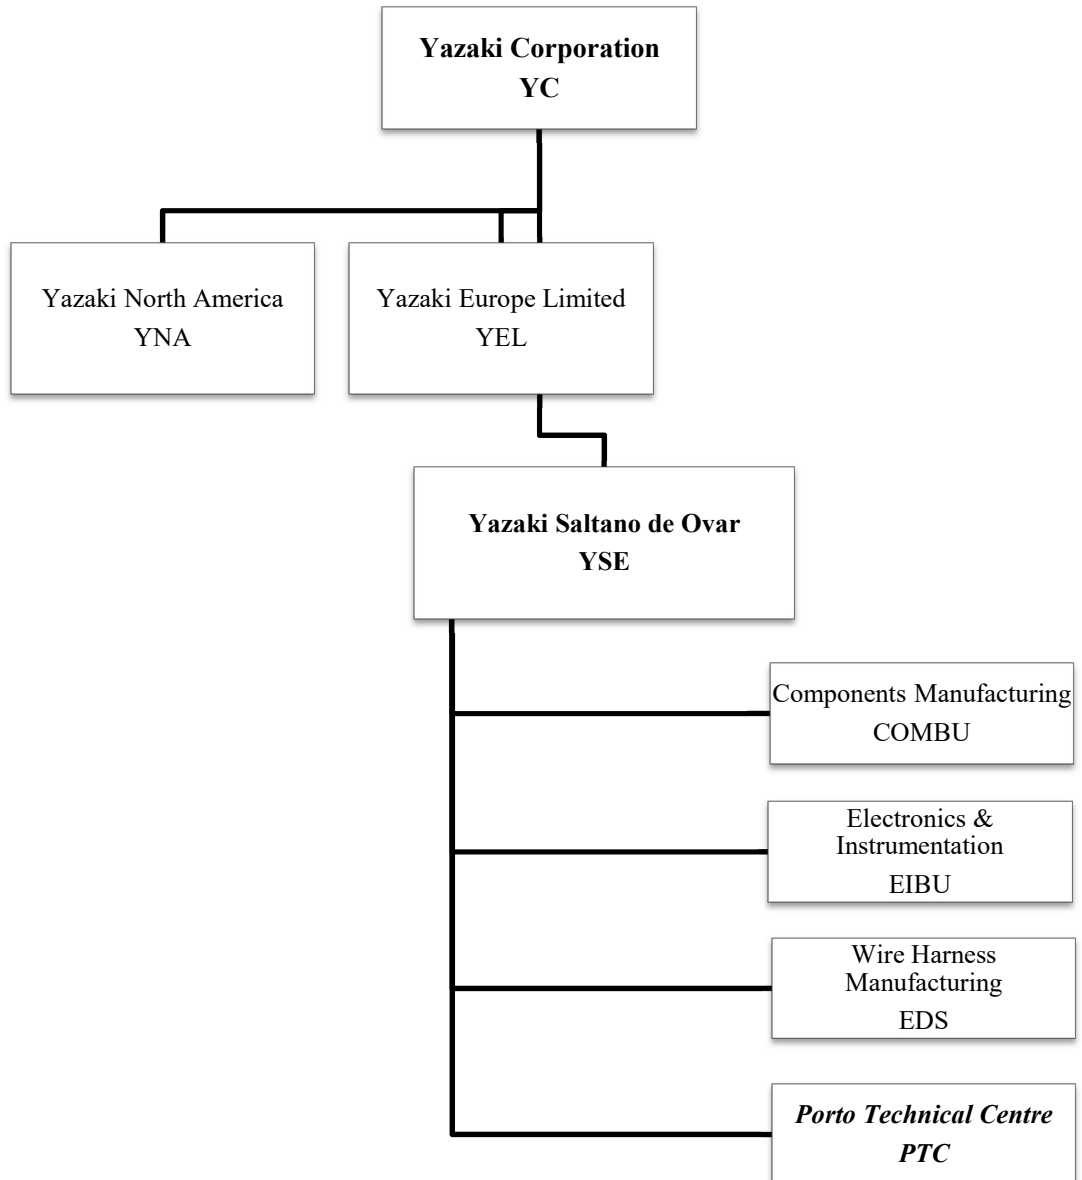 Yazaki Corporation
YC
Yazaki North America
YNA
Yazaki Europe Limited
YEL
Yazaki Saltano de Ovar
YSE
Components Manufacturing
COMBU
Electronics &
Instrumentation
EIBU
Wire Harness
Manufacturing
EDS
Porto Technical Centre
PTC